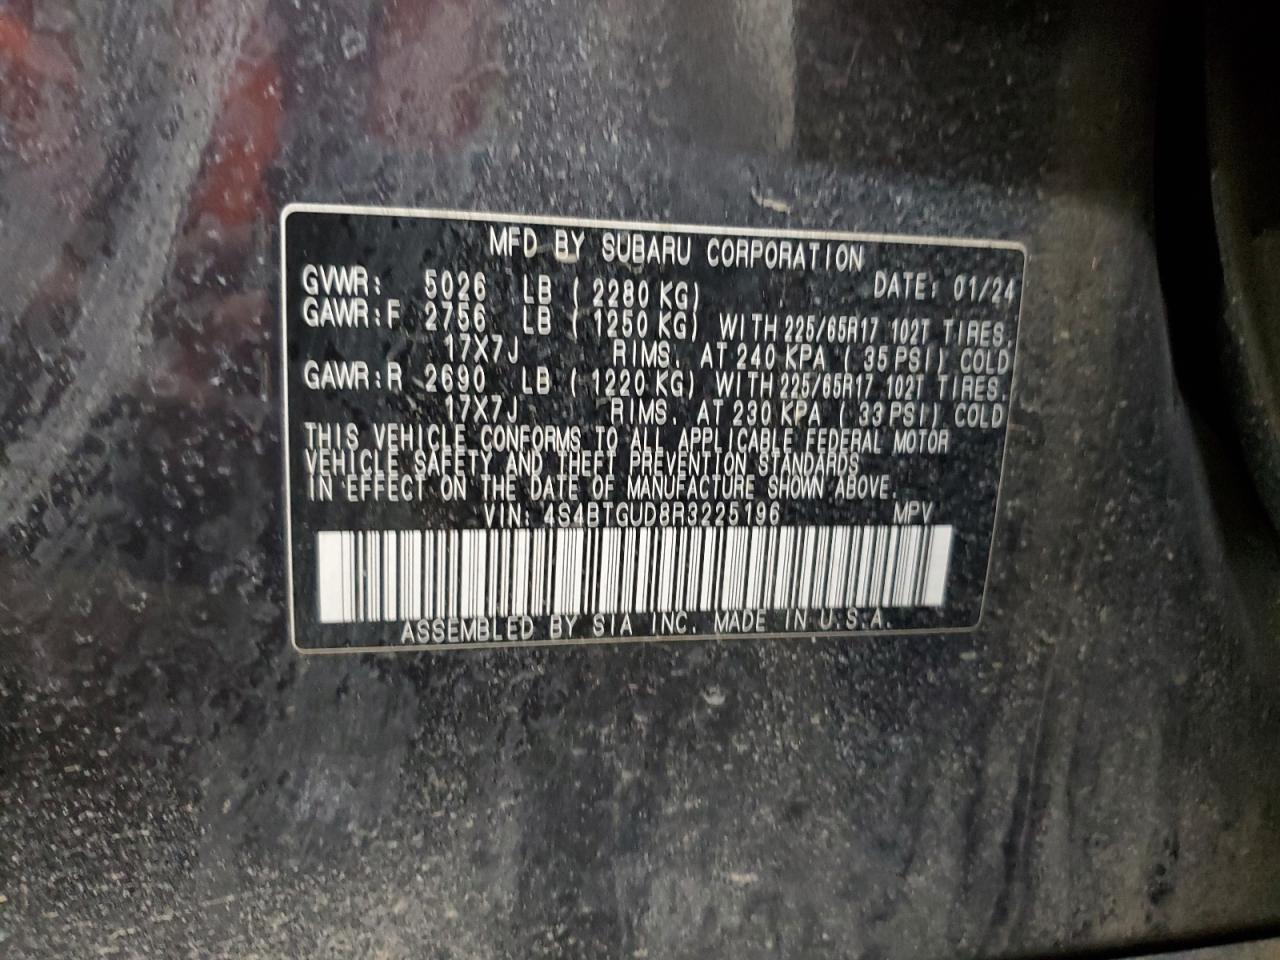 MFD BY SUBARU CORPORATION
GVWR: 5026 LB ( 2280 KG) DATE: 01/24
GAWR:F 2756 LB ( 1250 KG) WITH 225/65R17 102T TIRES.
17X7J RIMS. AT 240 KPA ( 35 PSI) COLD
GAWR:R 2690 LB ( 1220 KG) WITH 225/65R17 102T TIRES.
17X7J RIMS. AT 230 KPA ( 33 PSI) COLD
THIS VEHICLE CONFORMS TO ALL APPLICABLE FEDERAL MOTOR
VEHICLE SAFETY AND THEFT PREVENTION STANDARDS
IN EFFECT ON THE DATE OF MANUFACTURE SHOWN ABOVE.
VIN: 4S4BTGUD8R3225196 MPV
ASSEMBLED BY SIA INC. MADE IN U.S.A.